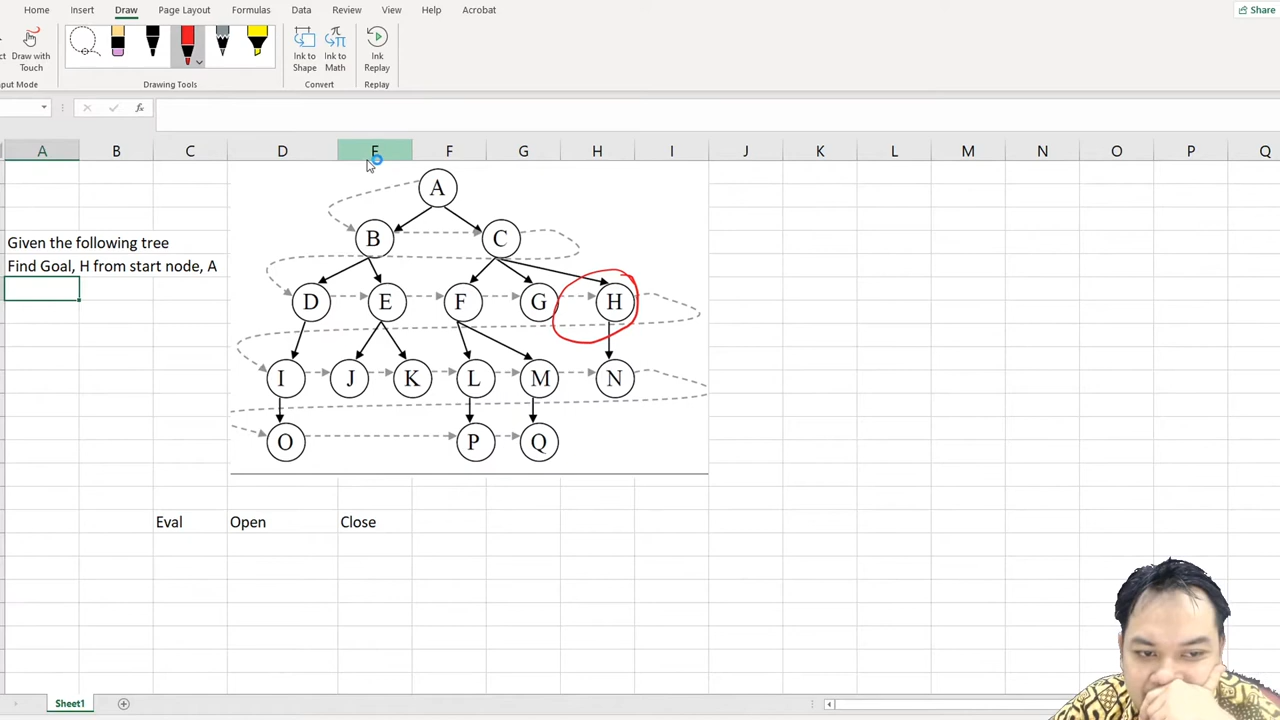 Home Insert Draw Page Layout Formulas Data Review View Help Acrobat Share
Draw with
Touch
Ink to
Shape
Ink to
Math
Ink
Replay
Drawing Tools Convert Replay
fx
A B C D E F G H I J K L M N O P Q
A
B C
Given the following tree
Find Goal, H from start node, A
D E F G H
I J K L M N
O P Q
Eval Open Close
Sheet1